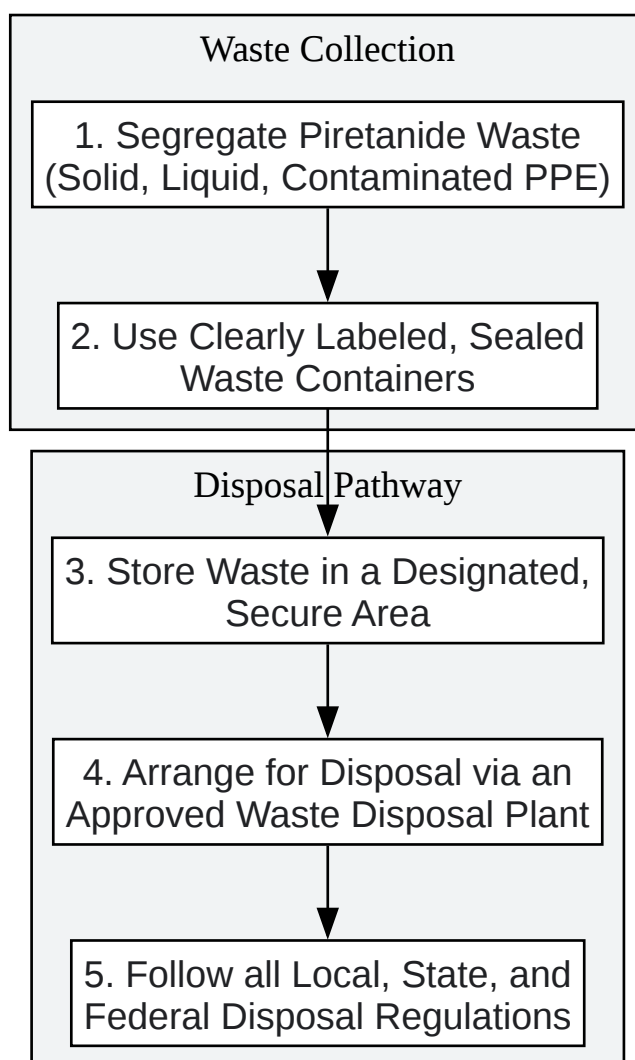 Waste Collection
1. Segregate Piretanide Waste
(Solid, Liquid, Contaminated PPE)
2. Use Clearly Labeled, Sealed
Waste Containers
Disposal Pathway
3. Store Waste in a Designated,
Secure Area
4. Arrange for Disposal via an
Approved Waste Disposal Plant
5. Follow all Local, State, and
Federal Disposal Regulations